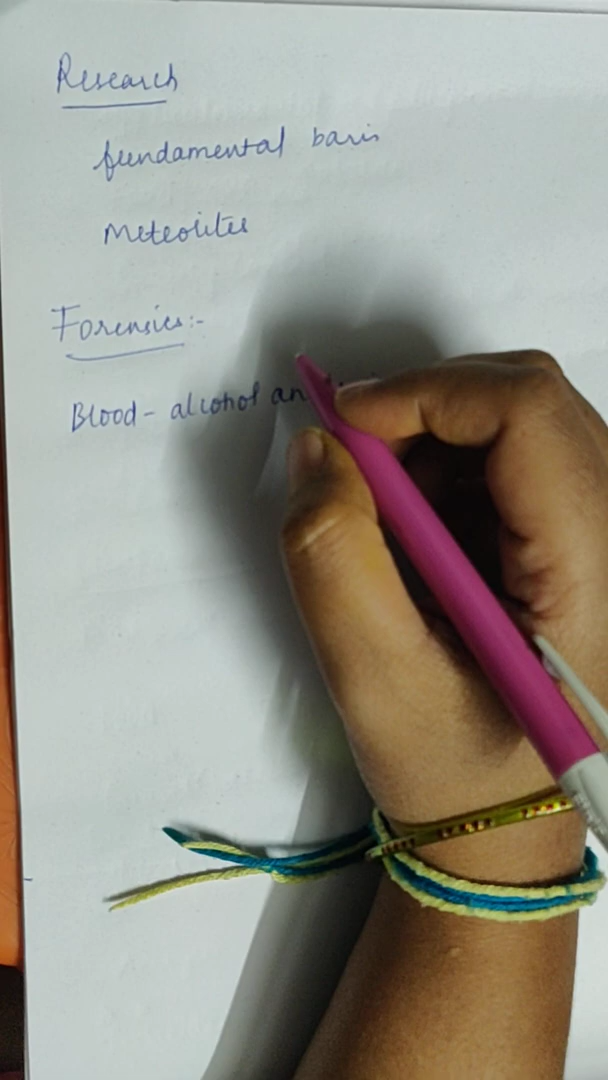 Research
fundamental basis
Meteorites
Forensics:-
Blood- alcohol